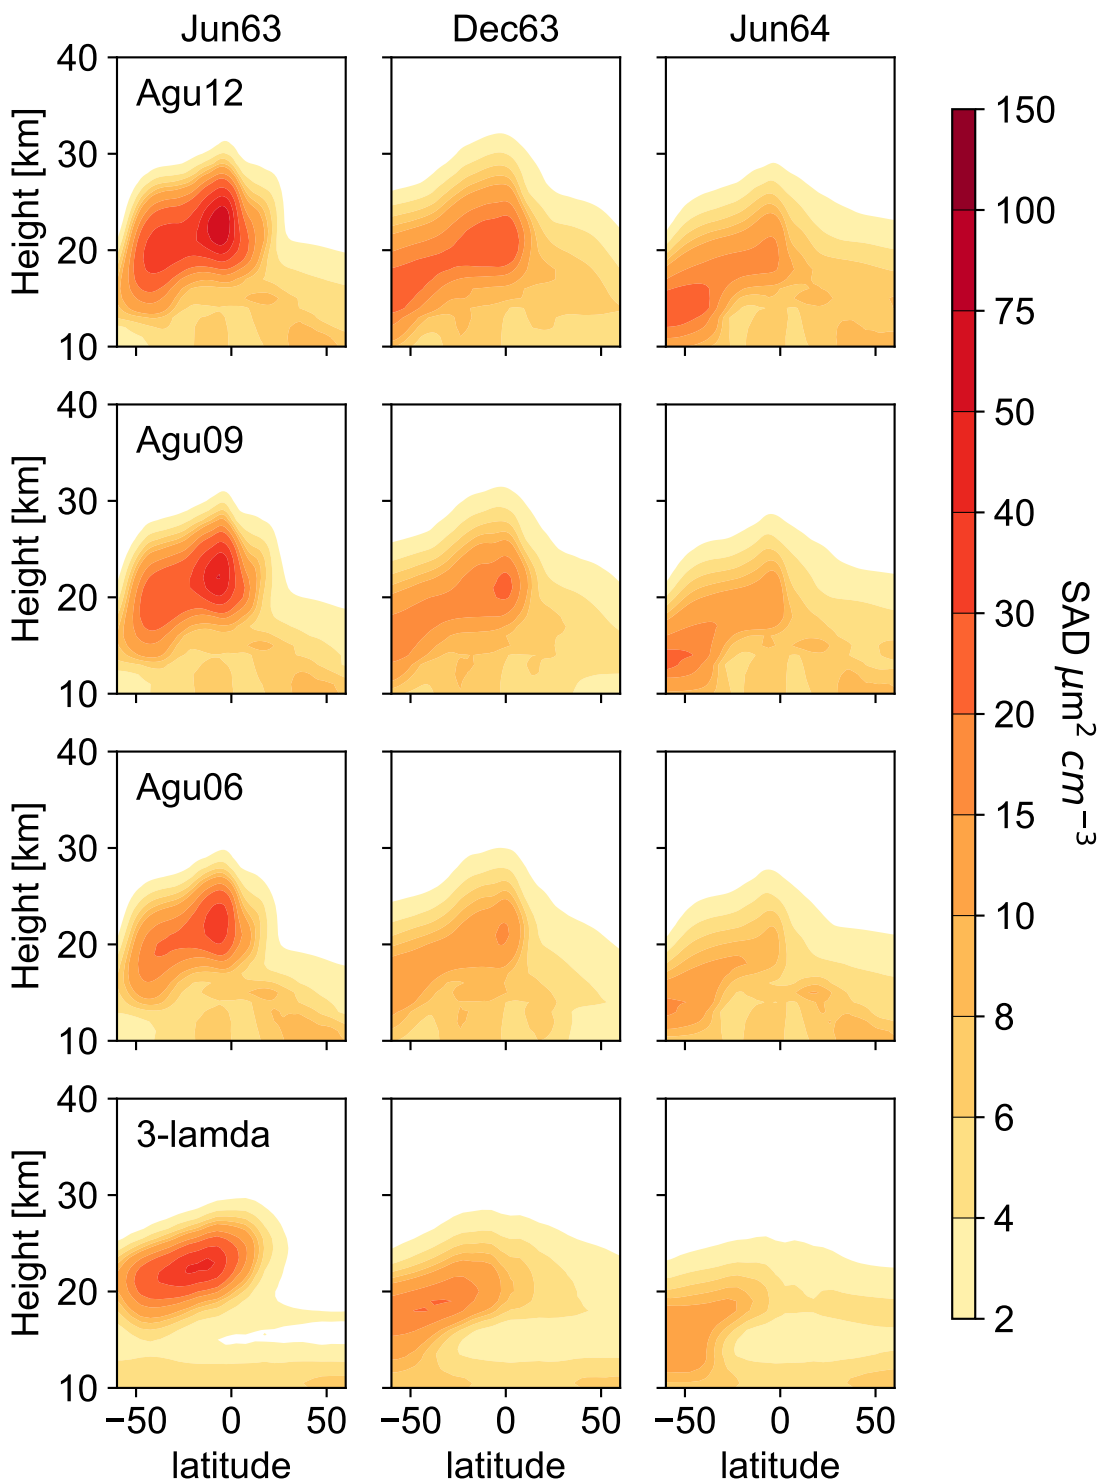 Jun63 Dec63 Jun64
40
Agu12
30
20
10
Height [km]
40
Agu09
30
20
10
Height [km]
40
Agu06
30
20
10
Height [km]
40
3-lamda
30
20
10
Height [km]
−50 0 50 −50 0 50 −50 0 50
latitude latitude latitude
150
100
75
50
40
30
20
15
10
8
6
4
2
SAD μm² cm⁻³